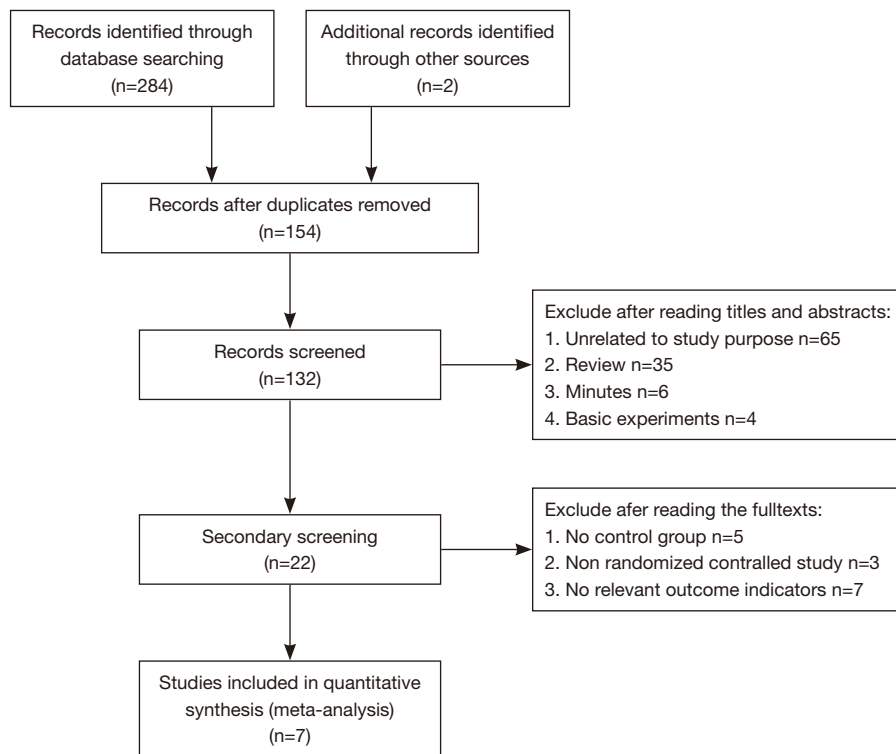 Records identified through
database searching
(n=284)
Additional records identified
through other sources
(n=2)
Records after duplicates removed
(n=154)
Records screened
(n=132)
Exclude after reading titles and abstracts:
1. Unrelated to study purpose n=65
2. Review n=35
3. Minutes n=6
4. Basic experiments n=4
Secondary screening
(n=22)
Exclude afer reading the fulltexts:
1. No control group n=5
2. Non randomized contralled study n=3
3. No relevant outcome indicators n=7
Studies included in quantitative
synthesis (meta-analysis)
(n=7)